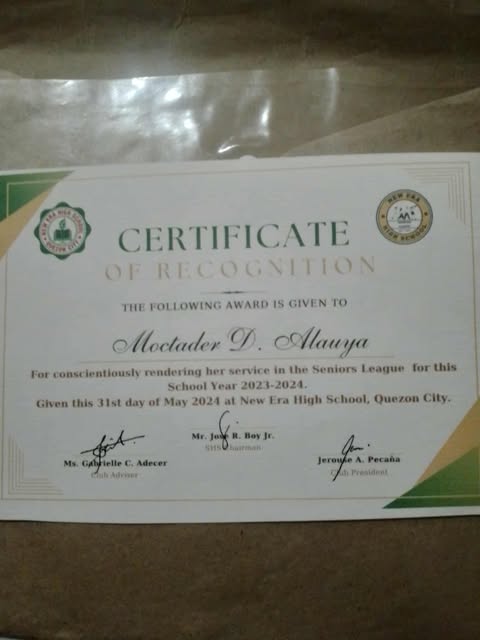 NEW ERA HIGH SCHOOL
QUEZON CITY
NEW ERA
HIGH SCHOOL
CERTIFICATE
OF RECOGNITION
THE FOLLOWING AWARD IS GIVEN TO
Moctader D. Alauya
For conscientiously rendering her service in the Seniors League for this
School Year 2023-2024.
Given this 31st day of May 2024 at New Era High School, Quezon City.
Mr. José R. Boy Jr.
SHS Chairman
Ms. Gabrielle C. Adecer
Club Adviser
Jerouse A. Pecaña
Club President